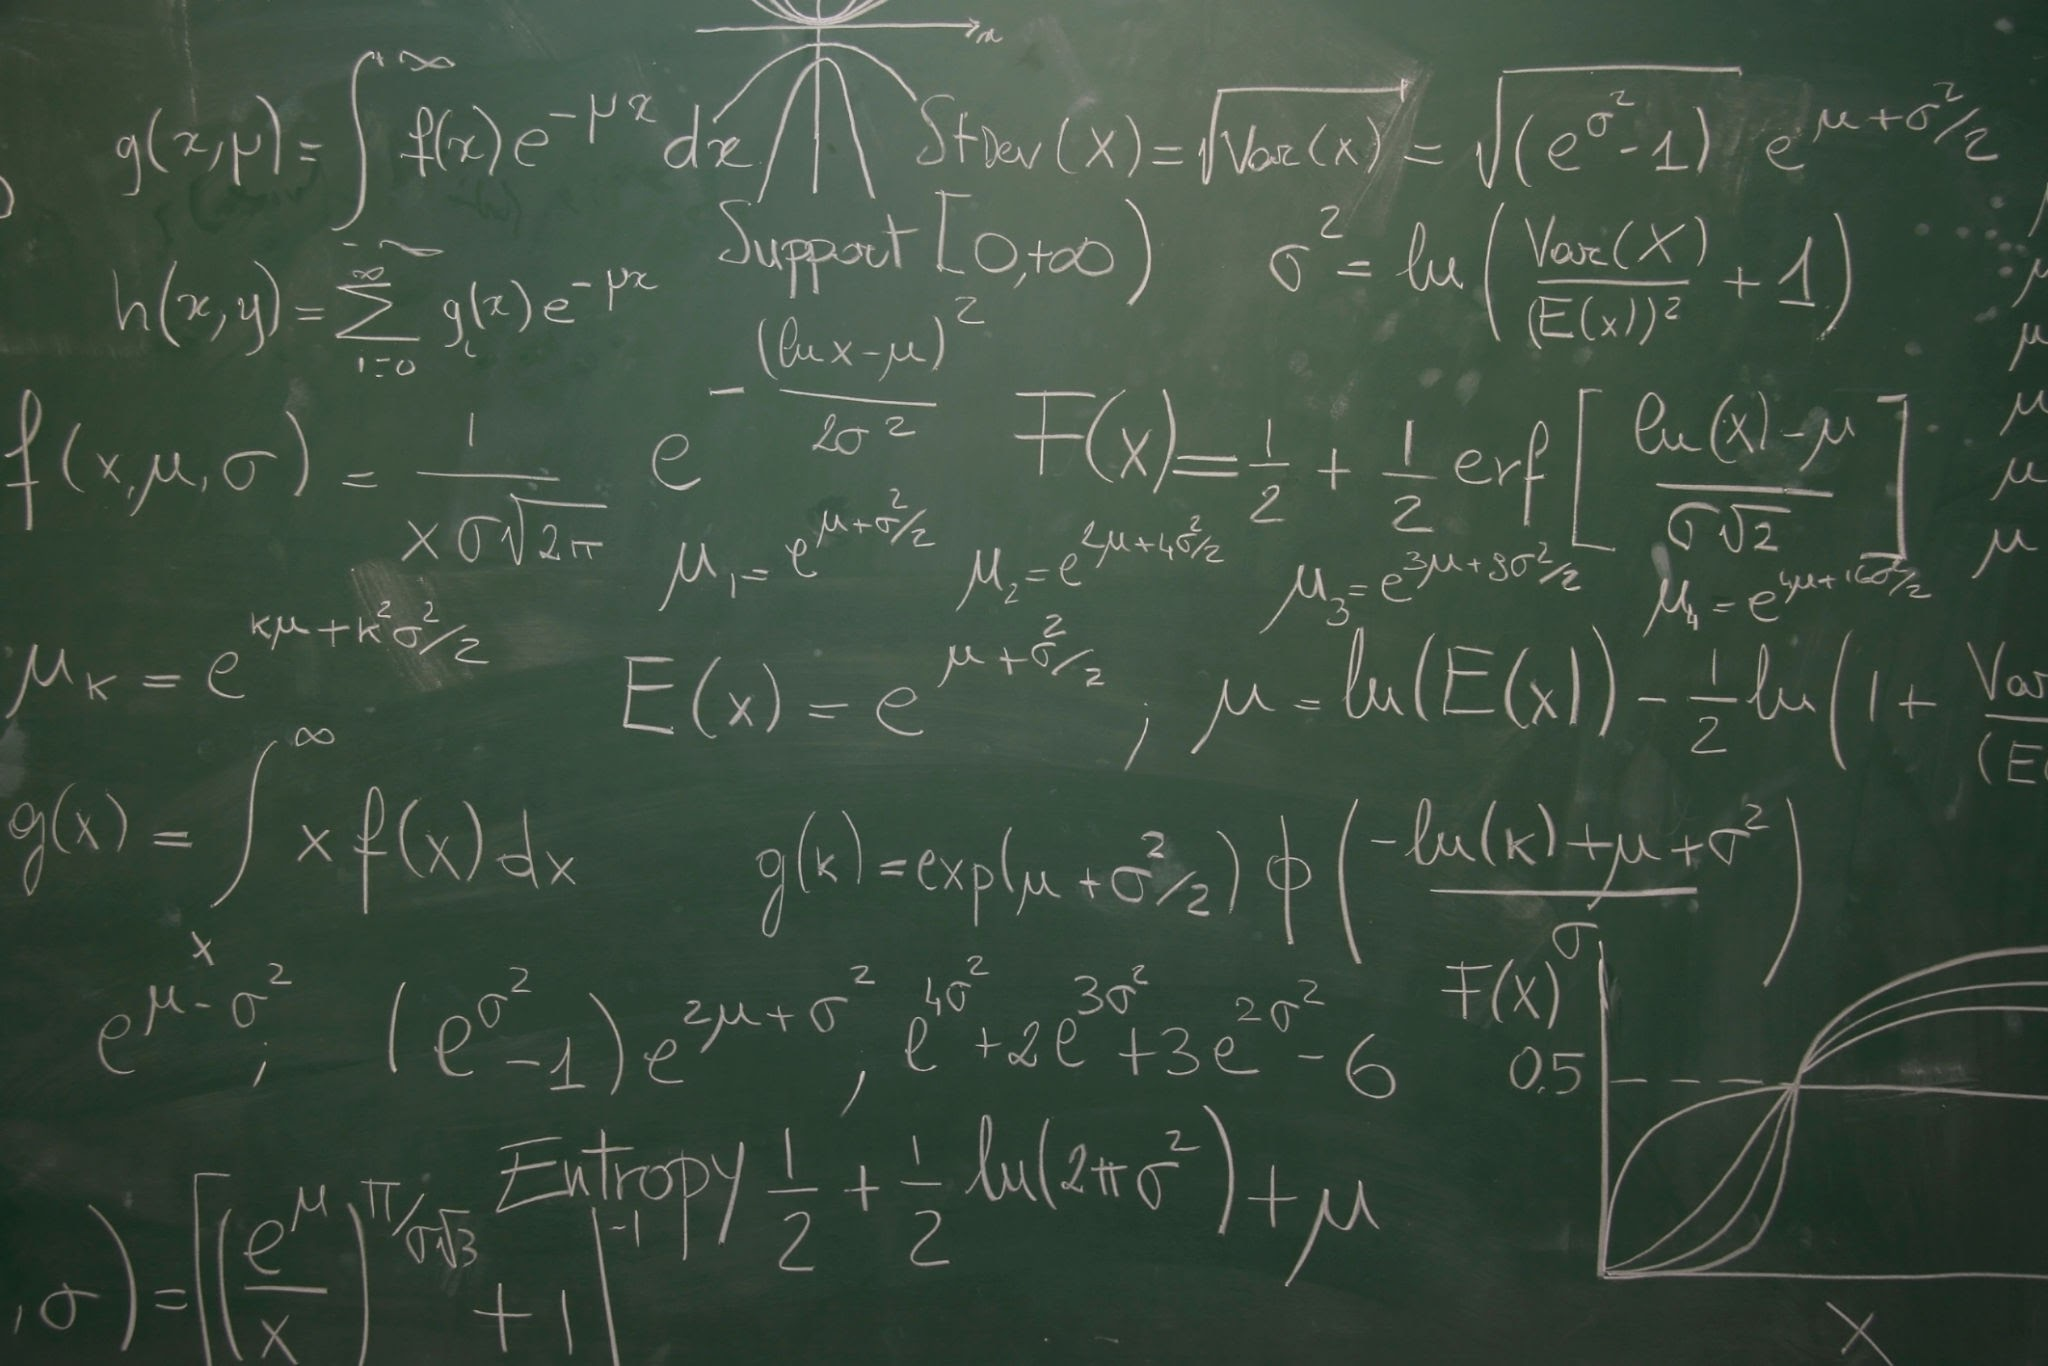 g(x,μ) = ∫_{-∞}^{+∞} f(x) e^{-μx} dx
x
StDev(X) = √Var(x) = √(e^{σ²} - 1) e^{μ+σ²/2}
h(x,y) = Σ_{i=0}^{∞} g_i(x) e^{-μx}
Support [0,+∞)
σ² = ln(Var(X)/(E(x))² + 1)
f(x,μ,σ) = 1/(xσ√2π) e^{-(ln x-μ)²/2σ²}
F(x) = 1/2 + 1/2 erf[(ln(x)-μ)/(σ√2)]
μ₁ = e^{μ+σ²/2} μ₂ = e^{2μ+4σ²/2} μ₃ = e^{3μ+9σ²/2} μ₄ = e^{4μ+16σ²/2}
μ
μ
μ
μ
μ
μ_K = e^{Kμ+K²σ²/2}
E(x) = e^{μ+σ²/2} ; μ = ln(E(x)) - 1/2 ln(1 + Var/(E(
g(x) = ∫_x^∞ x f(x) dx
g(K) = exp(μ + σ²/2) φ((-ln(K)+μ+σ²)/σ)
e^{μ-σ²} ; (e^{σ²} - 1) e^{2μ+σ²} , e^{4σ²} + 2e^{3σ²} + 3e^{2σ²} - 6
F(X)
0,5
Entropy 1/2 + 1/2 ln(2πσ²) + μ
,σ) = [(e^μ/x)^{π/σ√3} + 1]^{-1}
X